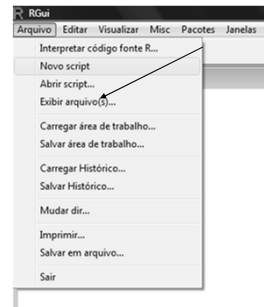 RGui
Arquivo Editar Visualizar Misc Pacotes Janelas
Interpretar código fonte R...
Novo script
Abrir script...
Exibir arquivo(s)...
Carregar área de trabalho...
Salvar área de trabalho...
Carregar Histórico...
Salvar Histórico...
Mudar dir...
Imprimir...
Salvar em arquivo...
Sair